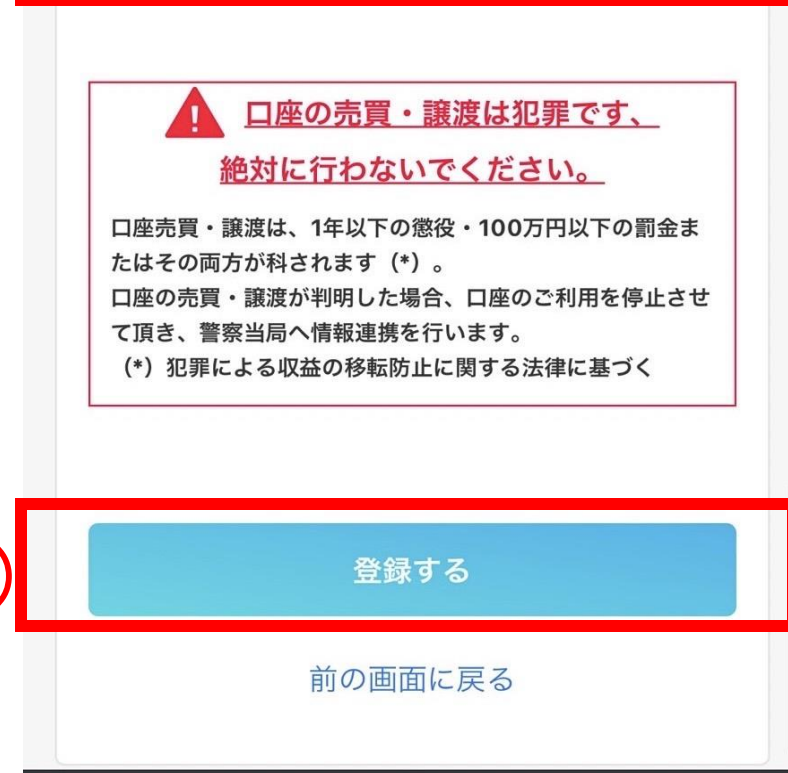 口座の売買・譲渡は犯罪です、
絶対に行わないでください。
口座売買・譲渡は、1年以下の懲役・100万円以下の罰金ま
たはその両方が科されます（*）。
口座の売買・譲渡が判明した場合、口座のご利用を停止させ
て頂き、警察当局へ情報連携を行います。
（*）犯罪による収益の移転防止に関する法律に基づく
登録する
前の画面に戻る